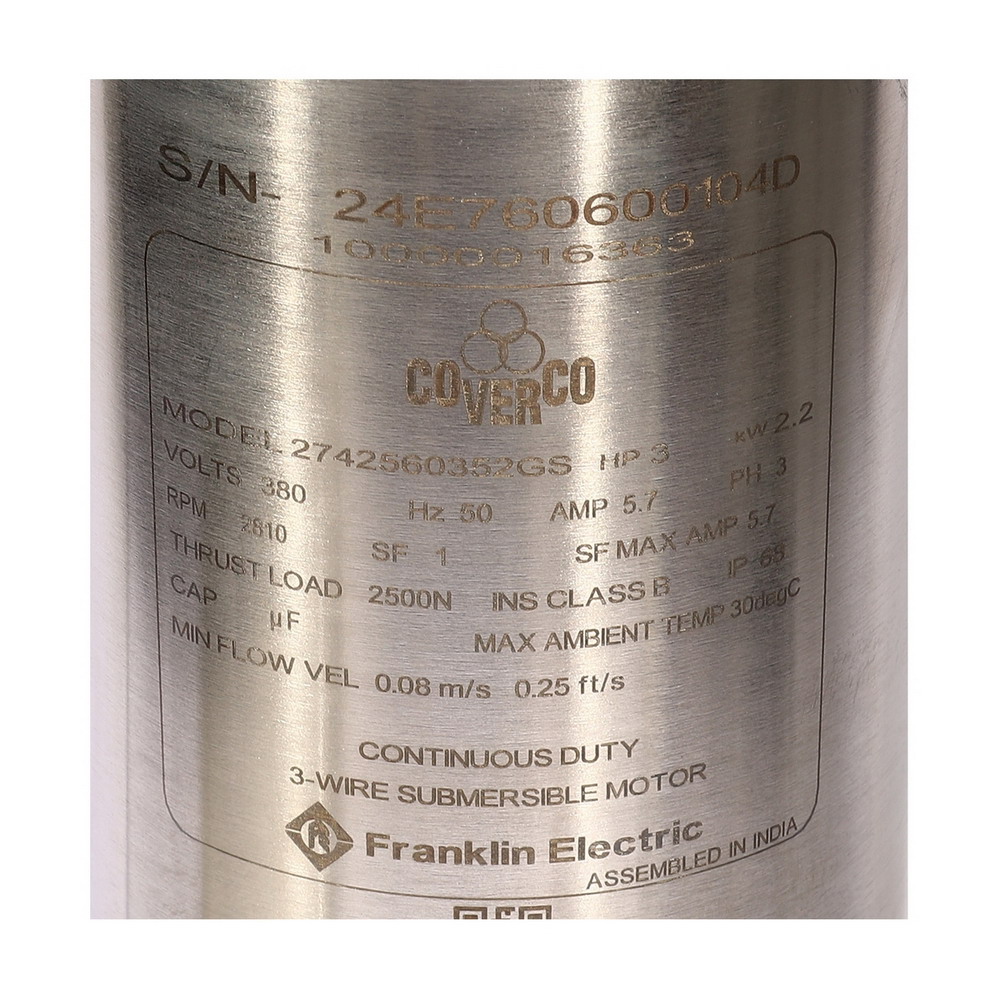 S/N- 24E760600104D
10000016363
COVERCO
MODEL 2742560352GS HP 3 kW 2.2
VOLTS 380 Hz 50 AMP 5.7 PH 3
RPM 2810 SF 1 SF MAX AMP 5.7
THRUST LOAD 2500N INS CLASS B IP 68
CAP µF MAX AMBIENT TEMP 30degC
MIN FLOW VEL 0.08 m/s 0.25 ft/s
CONTINUOUS DUTY
3-WIRE SUBMERSIBLE MOTOR
Franklin Electric
ASSEMBLED IN INDIA